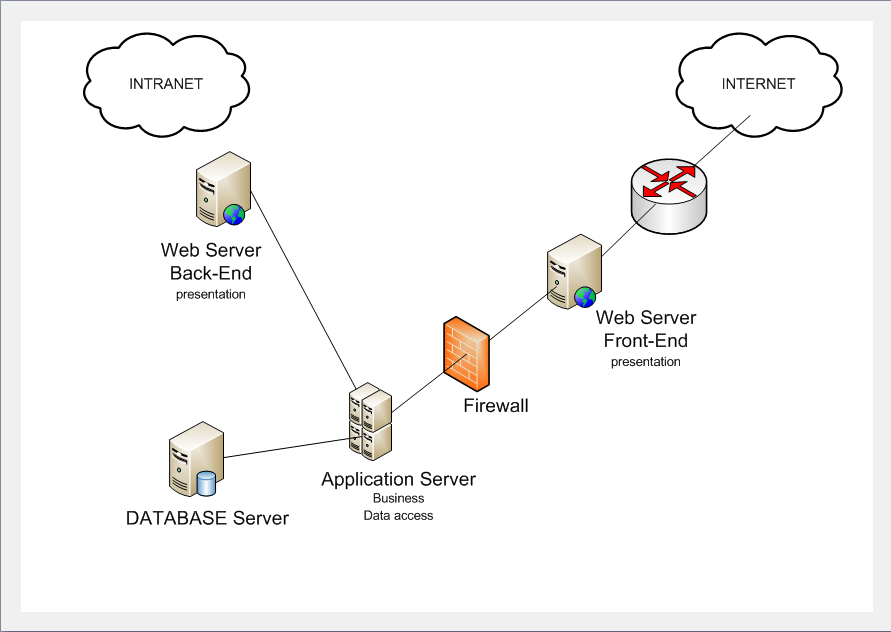 INTRANET
INTERNET
Web Server
Back-End
presentation
Web Server
Front-End
presentation
Firewall
Application Server
Business
Data access
DATABASE Server